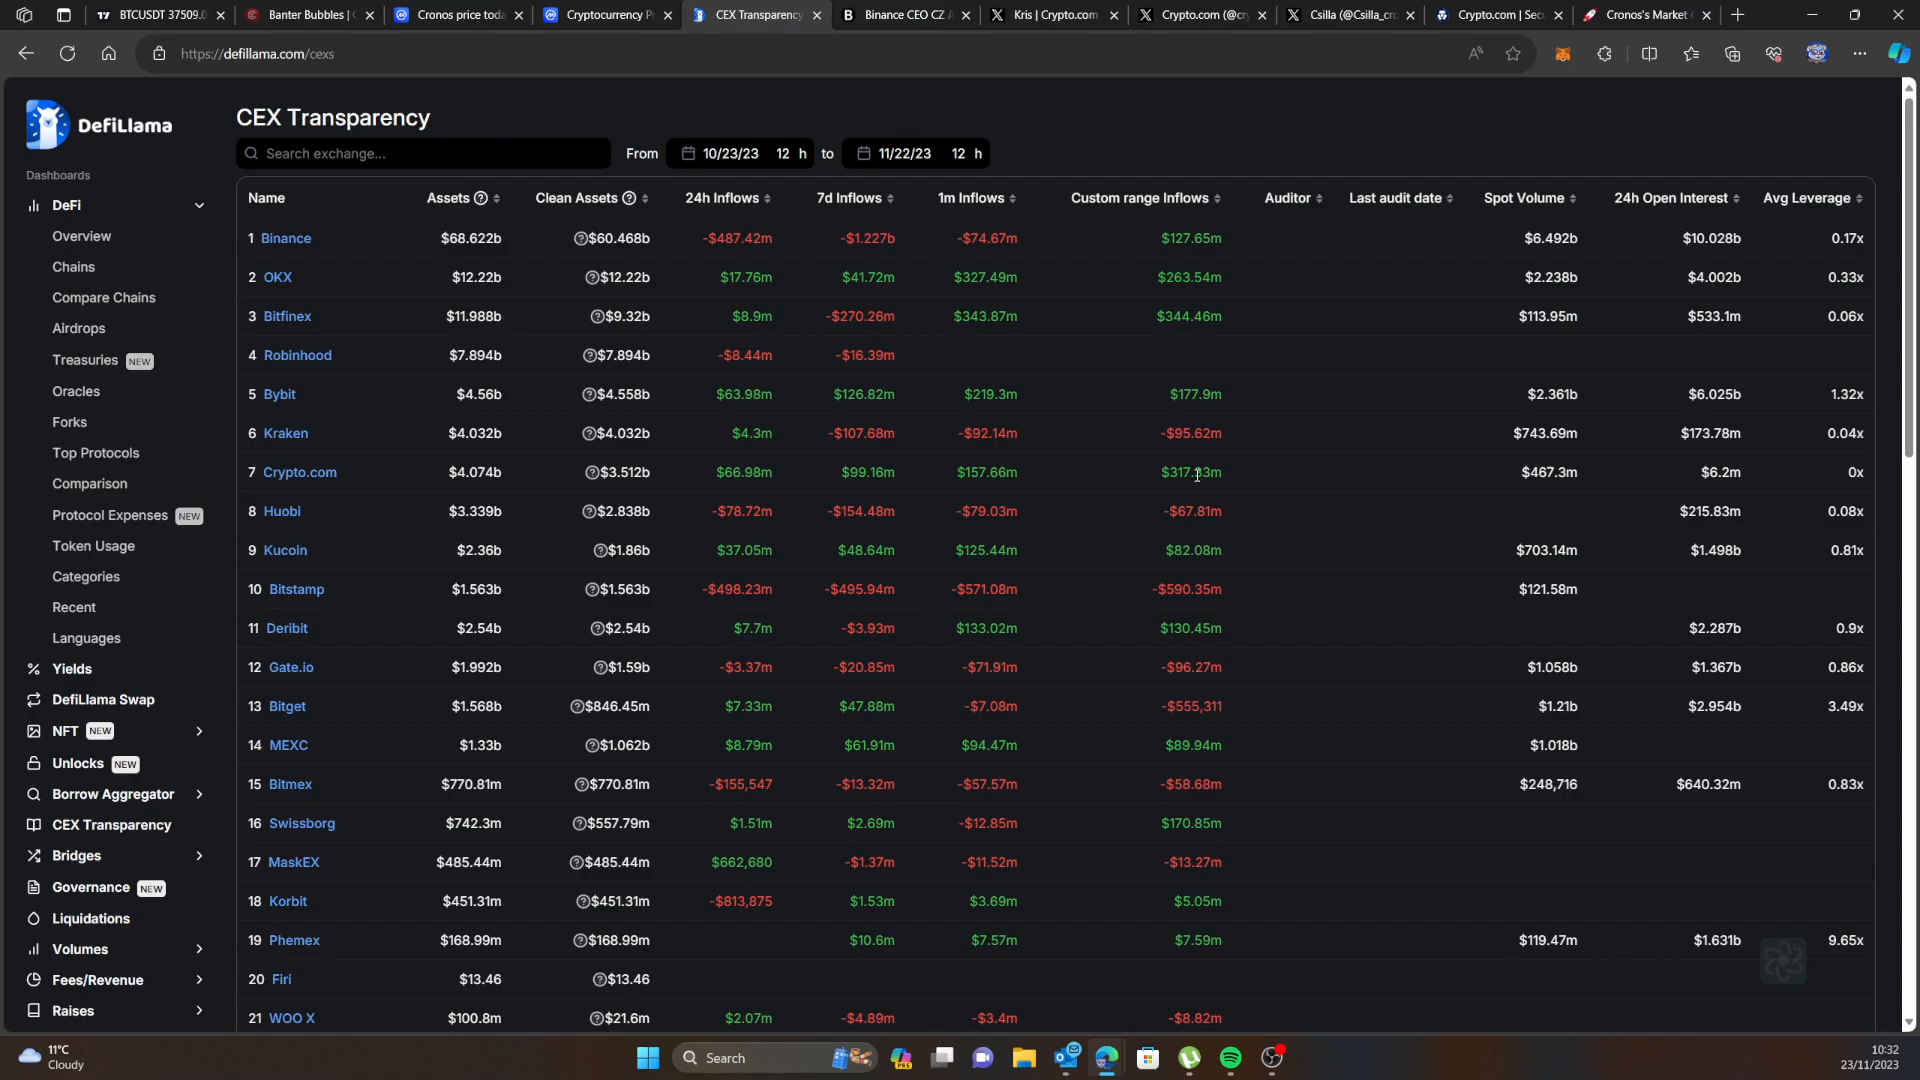 BTCUSDT 37509.0
Banter Bubbles |
Cronos price toda
Cryptocurrency P
CEX Transparency
Binance CEO CZ A
Kris | Crypto.com
Crypto.com (@cry
Csilla (@Csilla_cro
Crypto.com | Secu
Cronos's Market
https://defillama.com/cexs
DefiLlama
Dashboards
DeFi
Overview
Chains
Compare Chains
Airdrops
Treasuries NEW
Oracles
Forks
Top Protocols
Comparison
Protocol Expenses NEW
Token Usage
Categories
Recent
Languages
Yields
DefiLlama Swap
NFT NEW
Unlocks NEW
Borrow Aggregator
CEX Transparency
Bridges
Governance NEW
Liquidations
Volumes
Fees/Revenue
Raises
CEX Transparency
Search exchange... From 10/23/23 12 h to 11/22/23 12 h
Name Assets Clean Assets 24h Inflows 7d Inflows 1m Inflows Custom range Inflows Auditor Last audit date Spot Volume 24h Open Interest Avg Leverage
1 Binance $68.622b $60.468b -$487.42m -$1.227b -$74.67m $127.65m $6.492b $10.028b 0.17x
2 OKX $12.22b $12.22b $17.76m $41.72m $327.49m $263.54m $2.238b $4.002b 0.33x
3 Bitfinex $11.988b $9.32b $8.9m -$270.26m $343.87m $344.46m $113.95m $533.1m 0.06x
4 Robinhood $7.894b $7.894b -$8.44m -$16.39m
5 Bybit $4.56b $4.558b $63.98m $126.82m $219.3m $177.9m $2.361b $6.025b 1.32x
6 Kraken $4.032b $4.032b $4.3m -$107.68m -$92.14m -$95.62m $743.69m $173.78m 0.04x
7 Crypto.com $4.074b $3.512b $66.98m $99.16m $157.66m $467.3m $6.2m 0x
8 Huobi $3.339b $2.838b -$78.72m -$154.48m -$79.03m -$67.81m $215.83m 0.08x
9 Kucoin $2.36b $1.86b $37.05m $48.64m $125.44m $82.08m $703.14m $1.498b 0.81x
10 Bitstamp $1.563b $1.563b -$498.23m -$495.94m -$571.08m -$590.35m $121.58m
11 Deribit $2.54b $2.54b $7.7m -$3.93m $133.02m $130.45m $2.287b 0.9x
12 Gate.io $1.992b $1.59b -$3.37m -$20.85m -$71.91m -$96.27m $1.058b $1.367b 0.86x
13 Bitget $1.568b $846.45m $7.33m $47.88m -$7.08m -$555,311 $1.21b $2.954b 3.49x
14 MEXC $1.33b $1.062b $8.79m $61.91m $94.47m $89.94m $1.018b
15 Bitmex $770.81m $770.81m -$155,547 -$13.32m -$57.57m -$58.68m $248,716 $640.32m 0.83x
16 Swissborg $742.3m $557.79m $1.51m $2.69m -$12.85m $170.85m
17 MaskEX $485.44m $485.44m $662,680 -$1.37m -$11.52m -$13.27m
18 Korbit $451.31m $451.31m -$813,875 $1.53m $3.69m $5.05m
19 Phemex $168.99m $168.99m $10.6m $7.57m $7.59m $119.47m $1.631b 9.65x
20 Firi $13.46 $13.46
21 WOO X $100.8m $21.6m $2.07m -$4.89m -$3.4m -$8.82m
11°C
Cloudy
Search
PRE
10:32
23/11/2023